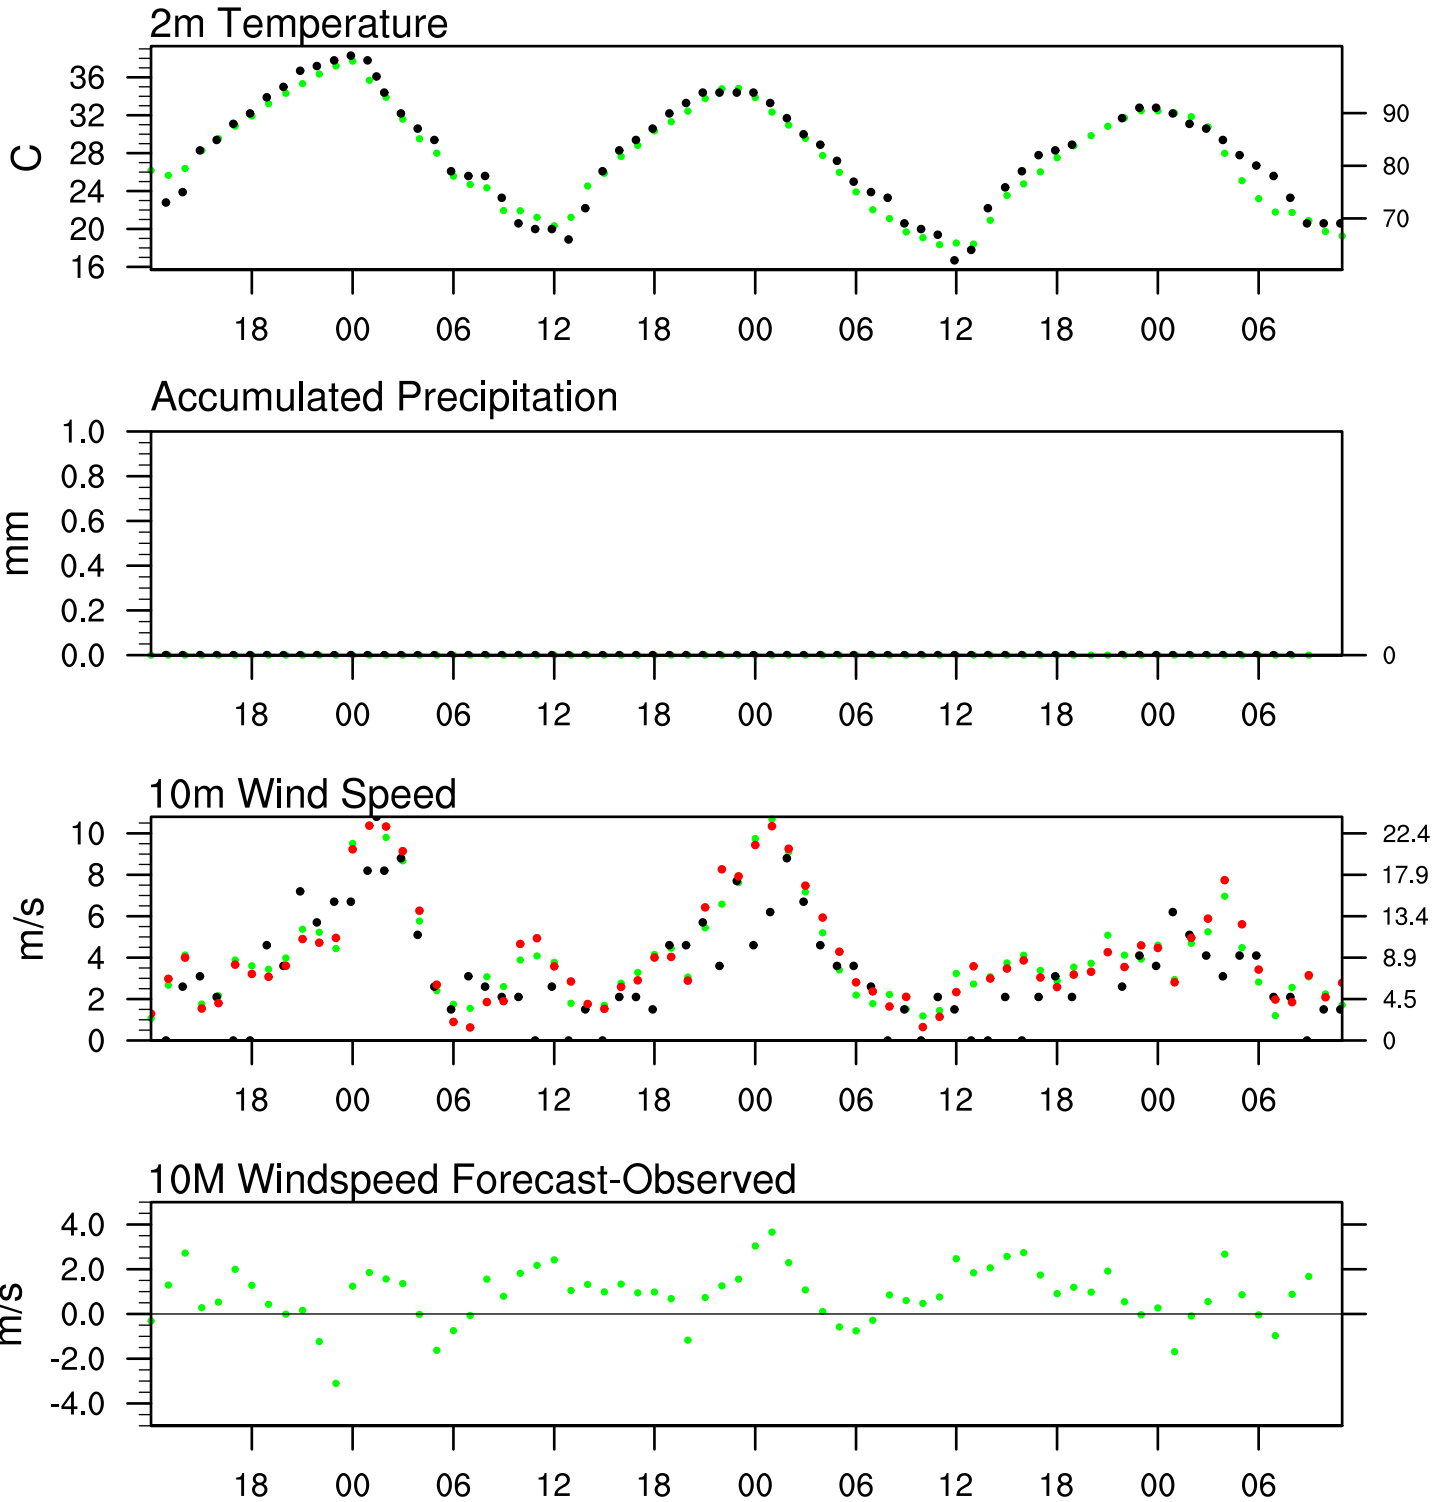 2m Temperature
C
36
32
28
24
20
16
90
80
70
18 00 06 12 18 00 06 12 18 00 06
Accumulated Precipitation
mm
1.0
0.8
0.6
0.4
0.2
0.0
0
18 00 06 12 18 00 06 12 18 00 06
10m Wind Speed
m/s
10
8
6
4
2
0
22.4
17.9
13.4
8.9
4.5
0
18 00 06 12 18 00 06 12 18 00 06
10M Windspeed Forecast-Observed
m/s
4.0
2.0
0.0
-2.0
-4.0
18 00 06 12 18 00 06 12 18 00 06